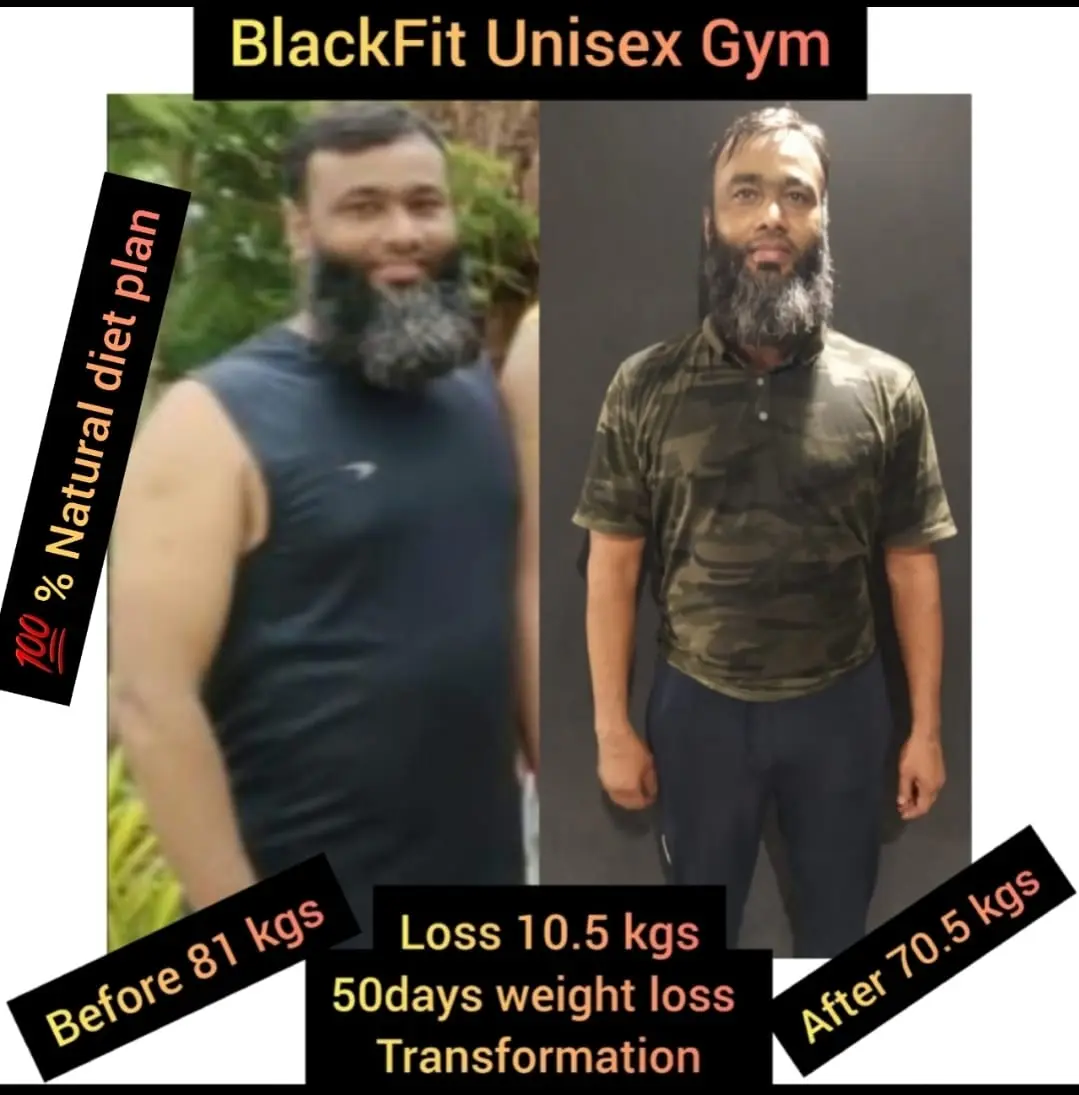 BlackFit Unisex Gym
💯 % Natural diet plan
Before 81 kgs
Loss 10.5 kgs
50days weight loss
Transformation
After 70.5 kgs